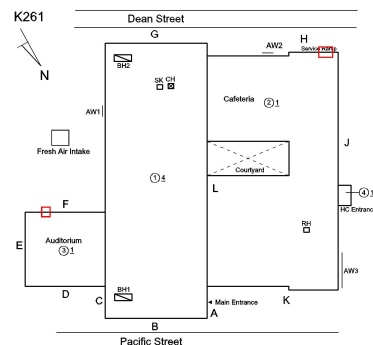 K261
Dean Street
G
H
AW2
Service Ramp
BH2
SK CH
N
AW1
Cafeteria
② 1
J
Fresh Air Intake
① 4
Courtyard
L
④ 1
HC Entrance
F
RH
E
Auditorium
③ 1
AW3
D
C
BH1
Main Entrance
A
K
B
Pacific Street